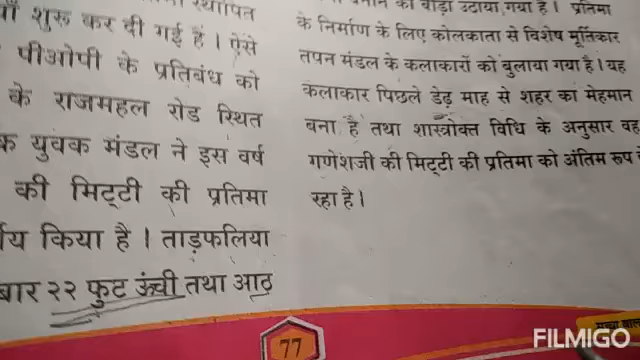 स्थापित
शुरू कर दी गई हैं । ऐसे
पीओपी के प्रतिबंध को
के राजमहल रोड स्थित
युवक मंडल ने इस वर्ष
की मिट्टी की प्रतिमा
किया है । ताड़फलिया
बार २२ फुट ऊंची तथा आठ
का बीड़ा उठाया गया है । प्रतिमा
के निर्माण के लिए कोलकाता से विशेष मूर्तिकार
तपन मंडल के कलाकारों को बुलाया गया है । यह
कलाकार पिछले डेढ़ माह से शहर का मेहमान
बना है तथा शास्त्रोक्त विधि के अनुसार वह
गणेशजी की मिट्टी की प्रतिमा को अंतिम रूप
रहा है ।
77
FILMIGO